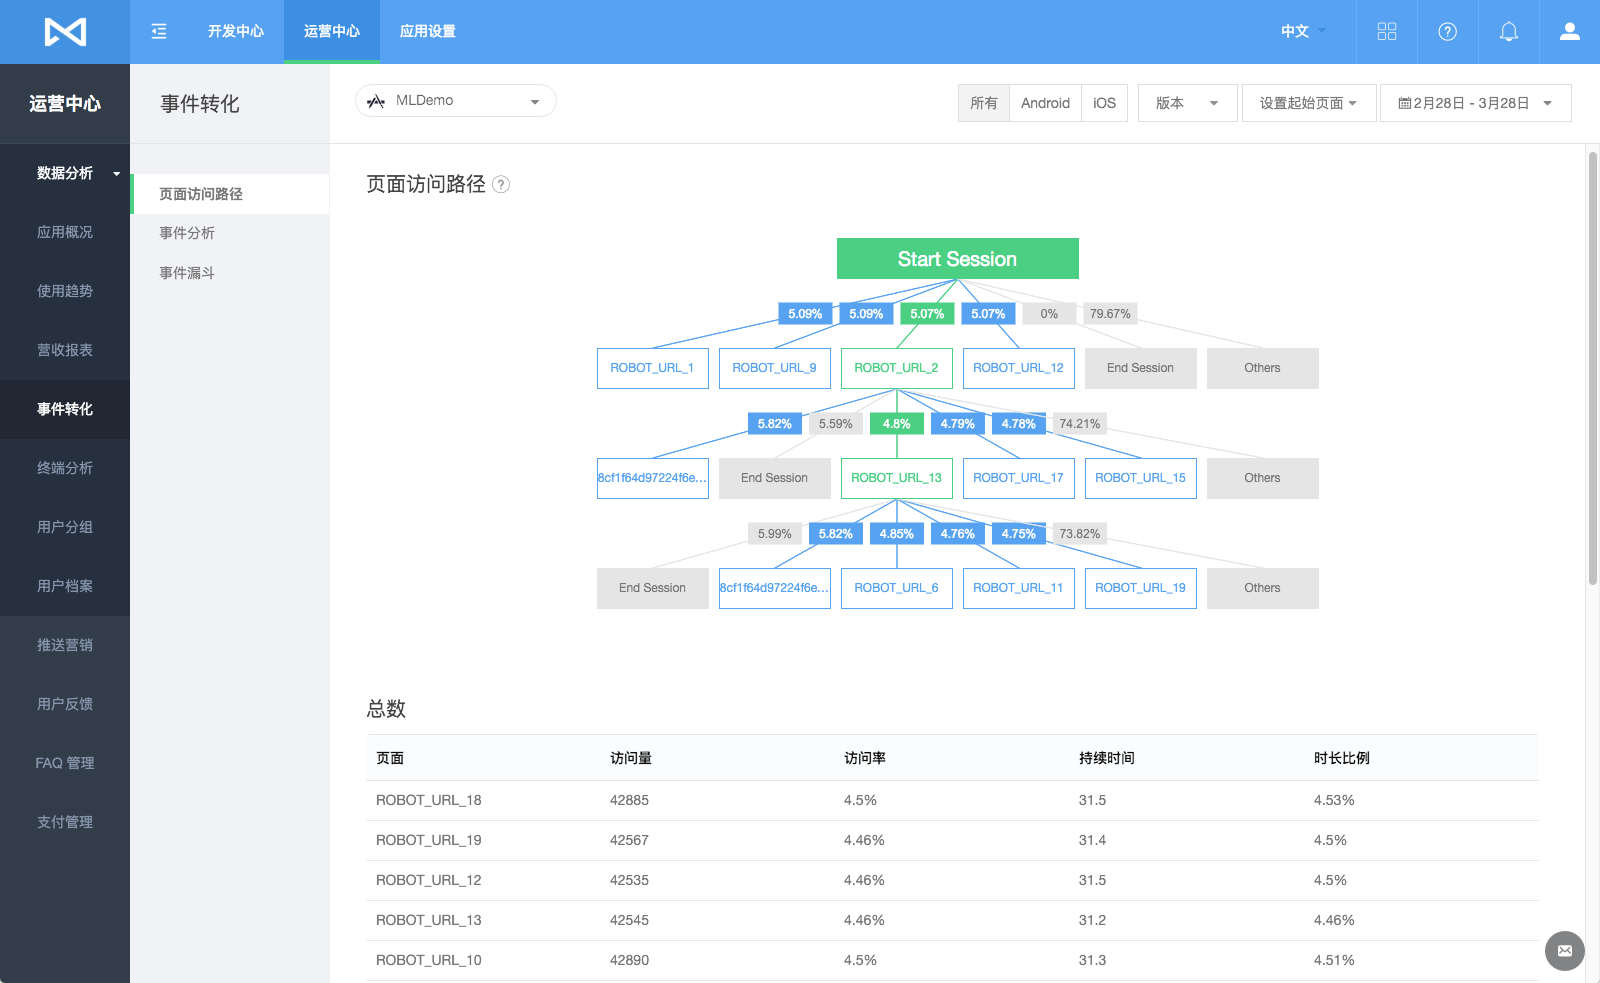 开发中心
运营中心
应用设置
中文
运营中心
数据分析
应用概况
使用趋势
营收报表
事件转化
终端分析
用户分组
用户档案
推送营销
用户反馈
FAQ 管理
支付管理
事件转化
页面访问路径
事件分析
事件漏斗
MLDemo
所有 Android iOS
版本
设置起始页面
2月28日 - 3月28日
页面访问路径
Start Session
5.09% 5.09% 5.07% 5.07% 0% 79.67%
ROBOT_URL_1 ROBOT_URL_9 ROBOT_URL_2 ROBOT_URL_12 End Session Others
5.82% 5.59% 4.8% 4.79% 4.78% 74.21%
8cf1f64d97224f6e... End Session ROBOT_URL_13 ROBOT_URL_17 ROBOT_URL_15 Others
5.99% 5.82% 4.85% 4.76% 4.75% 73.82%
End Session 8cf1f64d97224f6e... ROBOT_URL_6 ROBOT_URL_11 ROBOT_URL_19 Others
总数
页面 访问量 访问率 持续时间 时长比例
ROBOT_URL_18 42885 4.5% 31.5 4.53%
ROBOT_URL_19 42567 4.46% 31.4 4.5%
ROBOT_URL_12 42535 4.46% 31.5 4.5%
ROBOT_URL_13 42545 4.46% 31.2 4.46%
ROBOT_URL_10 42890 4.5% 31.3 4.51%